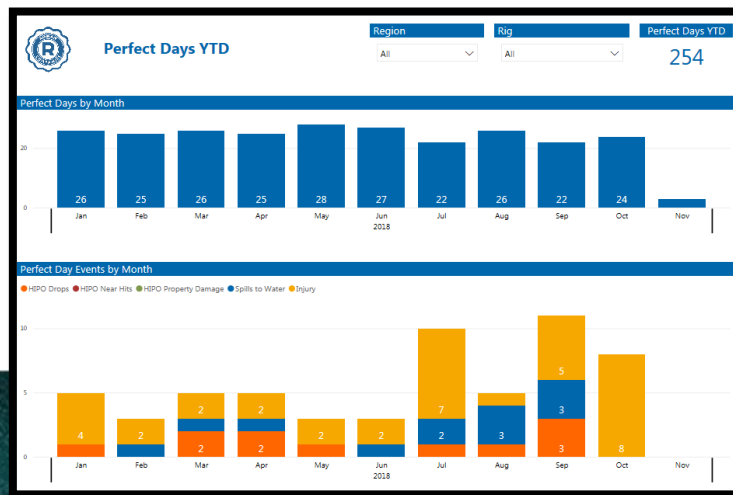 Region
Rig
Perfect Days YTD
R
Perfect Days YTD
All
All
254
Perfect Days by Month
20
0
26
25
26
25
28
27
22
26
22
24
Jan
Feb
Mar
Apr
May
Jun
Jul
Aug
Sep
Oct
Nov
2018
Perfect Day Events by Month
HIPO Drops HIPO Near Hits HIPO Property Damage Spills to Water Injury
10
5
0
4
2
2
2
2
2
2
2
7
2
3
5
3
3
8
Jan
Feb
Mar
Apr
May
Jun
Jul
Aug
Sep
Oct
Nov
2018